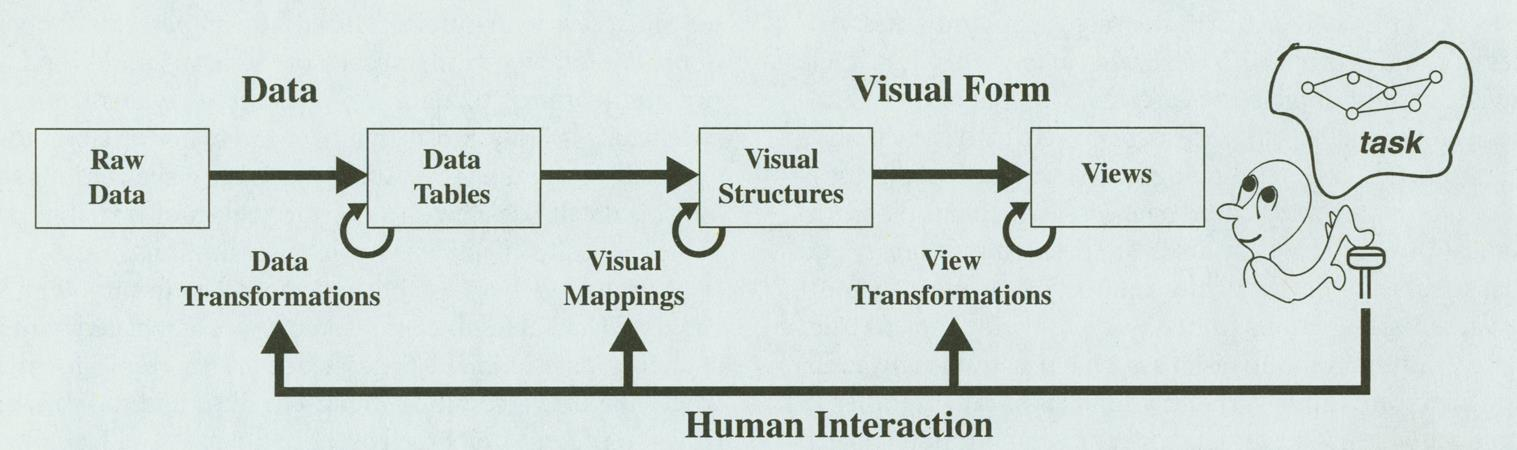 Data
Visual Form
Raw
Data
Data
Tables
Visual
Structures
Views
task
Data
Transformations
Visual
Mappings
View
Transformations
Human Interaction